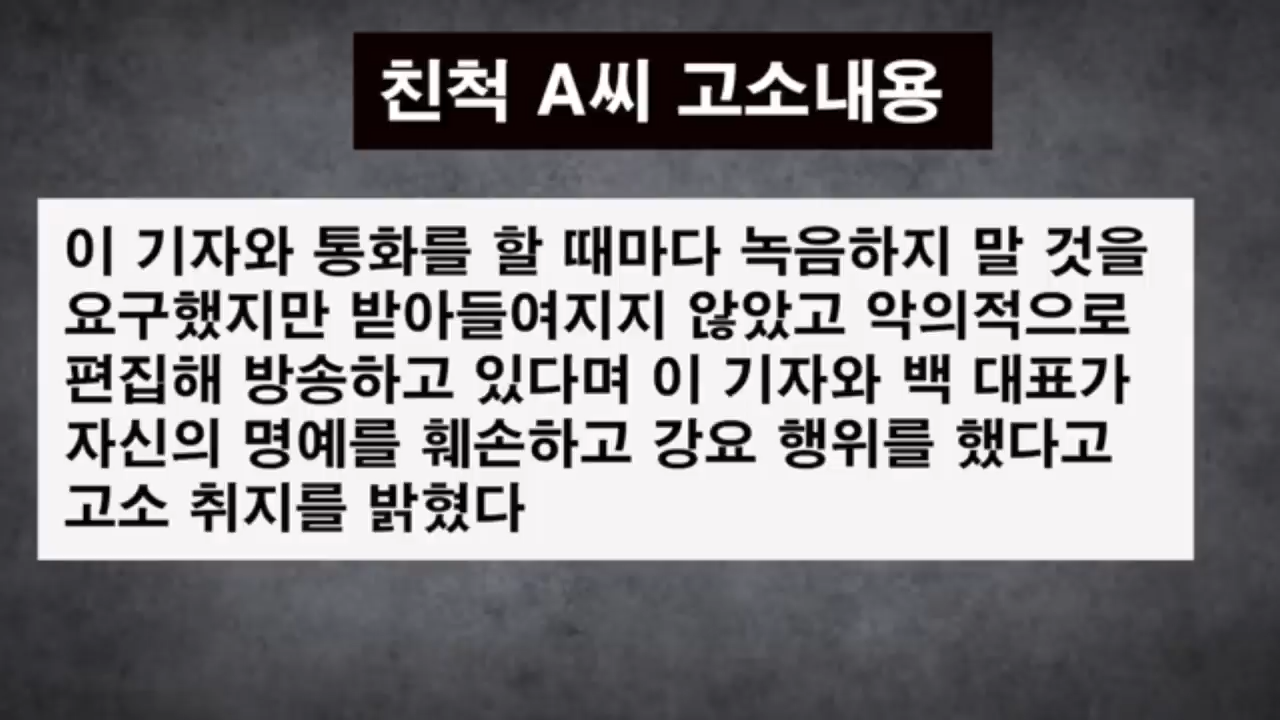 친척 A씨 고소내용
이 기자와 통화를 할 때마다 녹음하지 말 것을
요구했지만 받아들여지지 않았고 악의적으로
편집해 방송하고 있다며 이 기자와 백 대표가
자신의 명예를 훼손하고 강요 행위를 했다고
고소 취지를 밝혔다